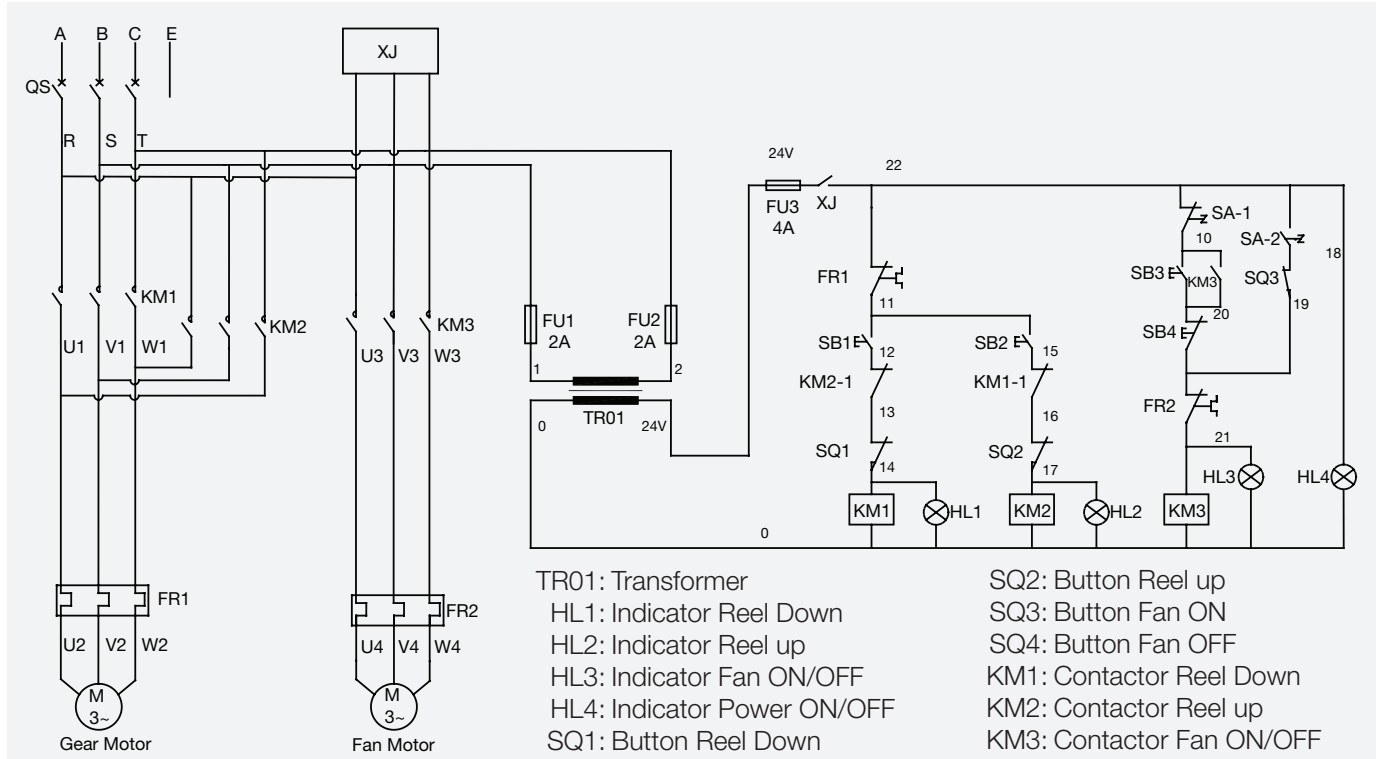 A B C E
XJ
QS
R S T
24V
22
FU3
4A
XJ
SA-1
10
SA-2
18
FR1
SB3
KM3
SQ3
KM1
11
20
19
KM2
FU1
2A
FU2
2A
KM3
U1 V1 W1
U3 V3 W3
SB1
12
SB2
15
SB4
1
2
KM2-1
KM1-1
TR01
0
24V
13
16
FR2
SQ1
14
SQ2
17
21
HL3
HL4
KM1
HL1
KM2
HL2
KM3
0
FR1
FR2
U2 V2 W2
U4 V4 W4
M
3~
M
3~
Gear Motor
Fan Motor
TR01: Transformer
HL1: Indicator Reel Down
HL2: Indicator Reel up
HL3: Indicator Fan ON/OFF
HL4: Indicator Power ON/OFF
SQ1: Button Reel Down
SQ2: Button Reel up
SQ3: Button Fan ON
SQ4: Button Fan OFF
KM1: Contactor Reel Down
KM2: Contactor Reel up
KM3: Contactor Fan ON/OFF